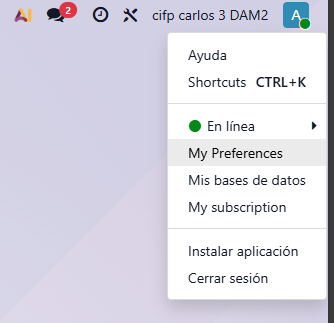 AI
2
cifp carlos 3 DAM2
A
Ayuda
Shortcuts CTRL+K
En línea
My Preferences
Mis bases de datos
My subscription
Instalar aplicación
Cerrar sesión